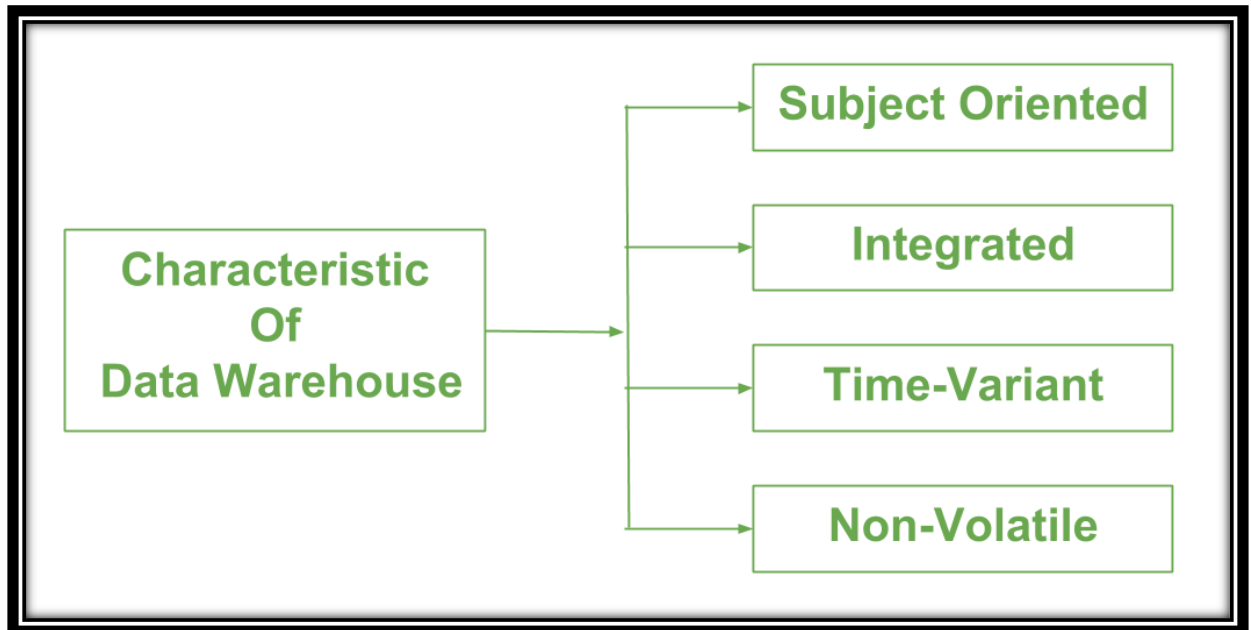 Characteristic
Of
Data Warehouse
Subject Oriented
Integrated
Time-Variant
Non-Volatile